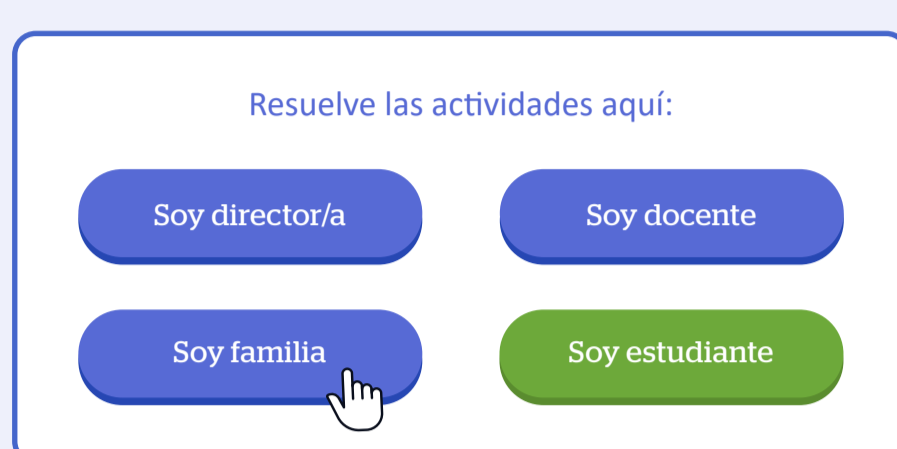 Resuelve las actividades aquí:
Soy director/a
Soy docente
Soy familia
Soy estudiante